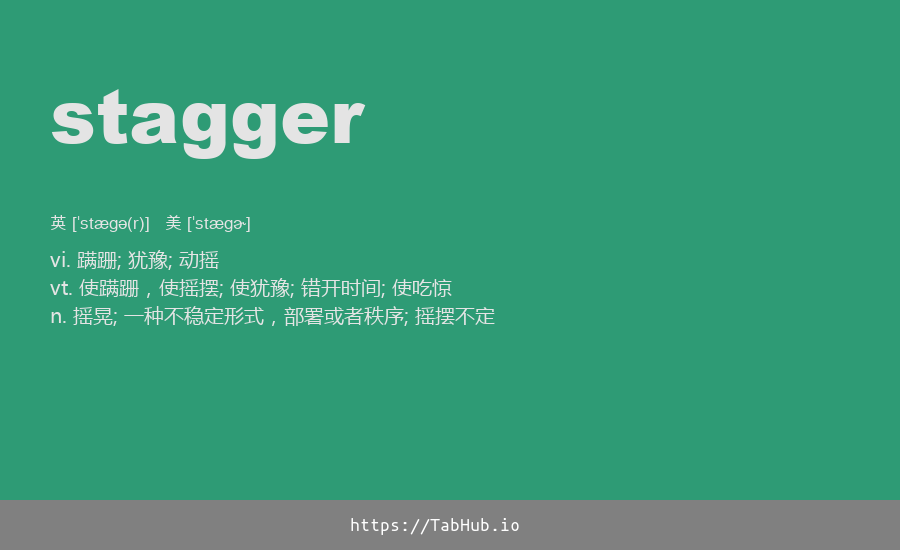 stagger
英 [ˈstæɡə(r)] 美 [ˈstæɡɚ]
vi. 蹒跚; 犹豫; 动摇
vt. 使蹒跚，使摇摆; 使犹豫; 错开时间; 使吃惊
n. 摇晃; 一种不稳定形式，部署或者秩序; 摇摆不定
https://TabHub.io